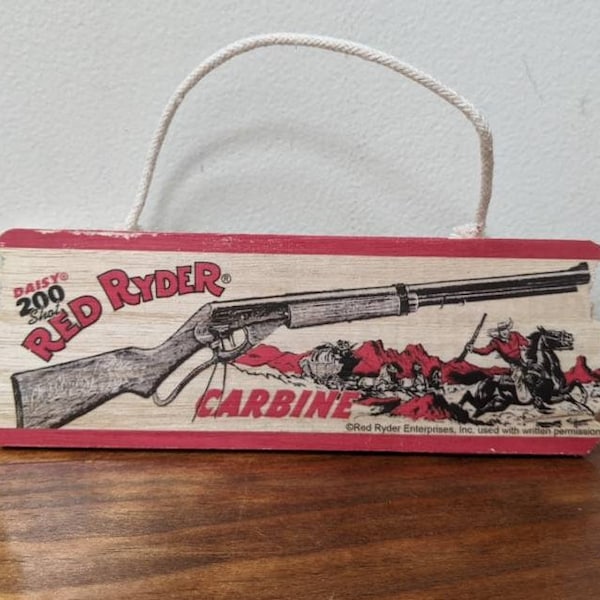 DAISY®
200
Shot
RED RYDER®
CARBINE
©Red Ryder Enterprises, Inc. used with written permission